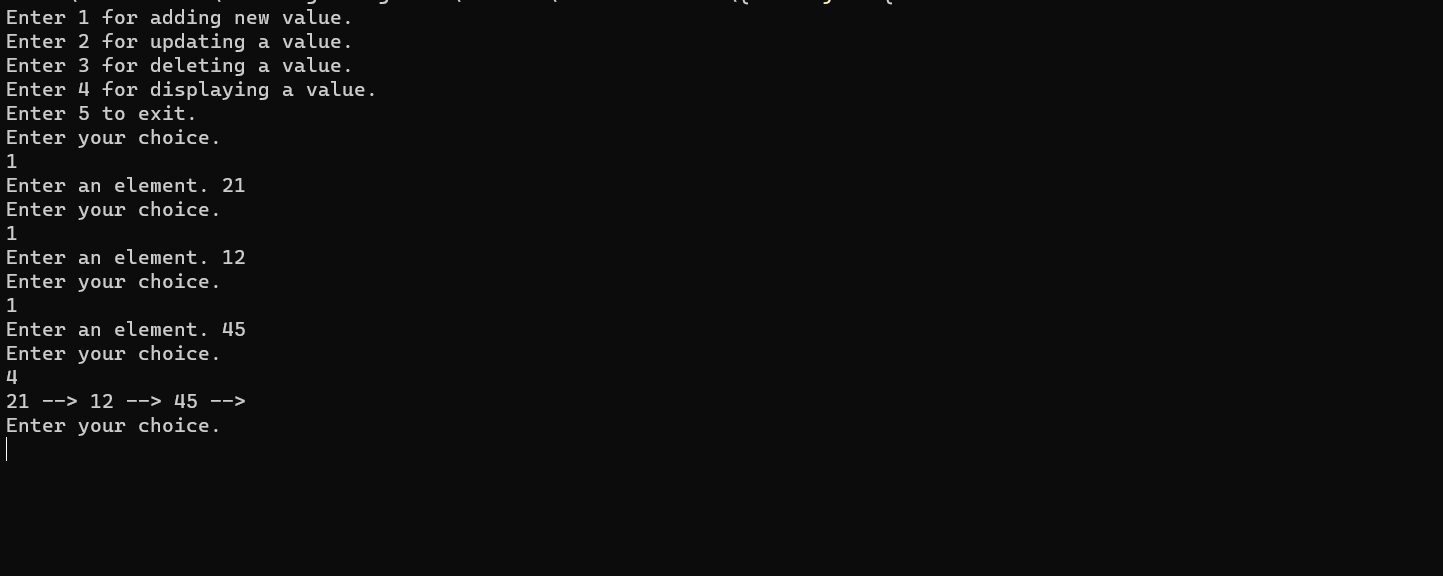 Enter 1 for adding new value.
Enter 2 for updating a value.
Enter 3 for deleting a value.
Enter 4 for displaying a value.
Enter 5 to exit.
Enter your choice.
1
Enter an element. 21
Enter your choice.
1
Enter an element. 12
Enter your choice.
1
Enter an element. 45
Enter your choice.
4
21 --> 12 --> 45 -->
Enter your choice.